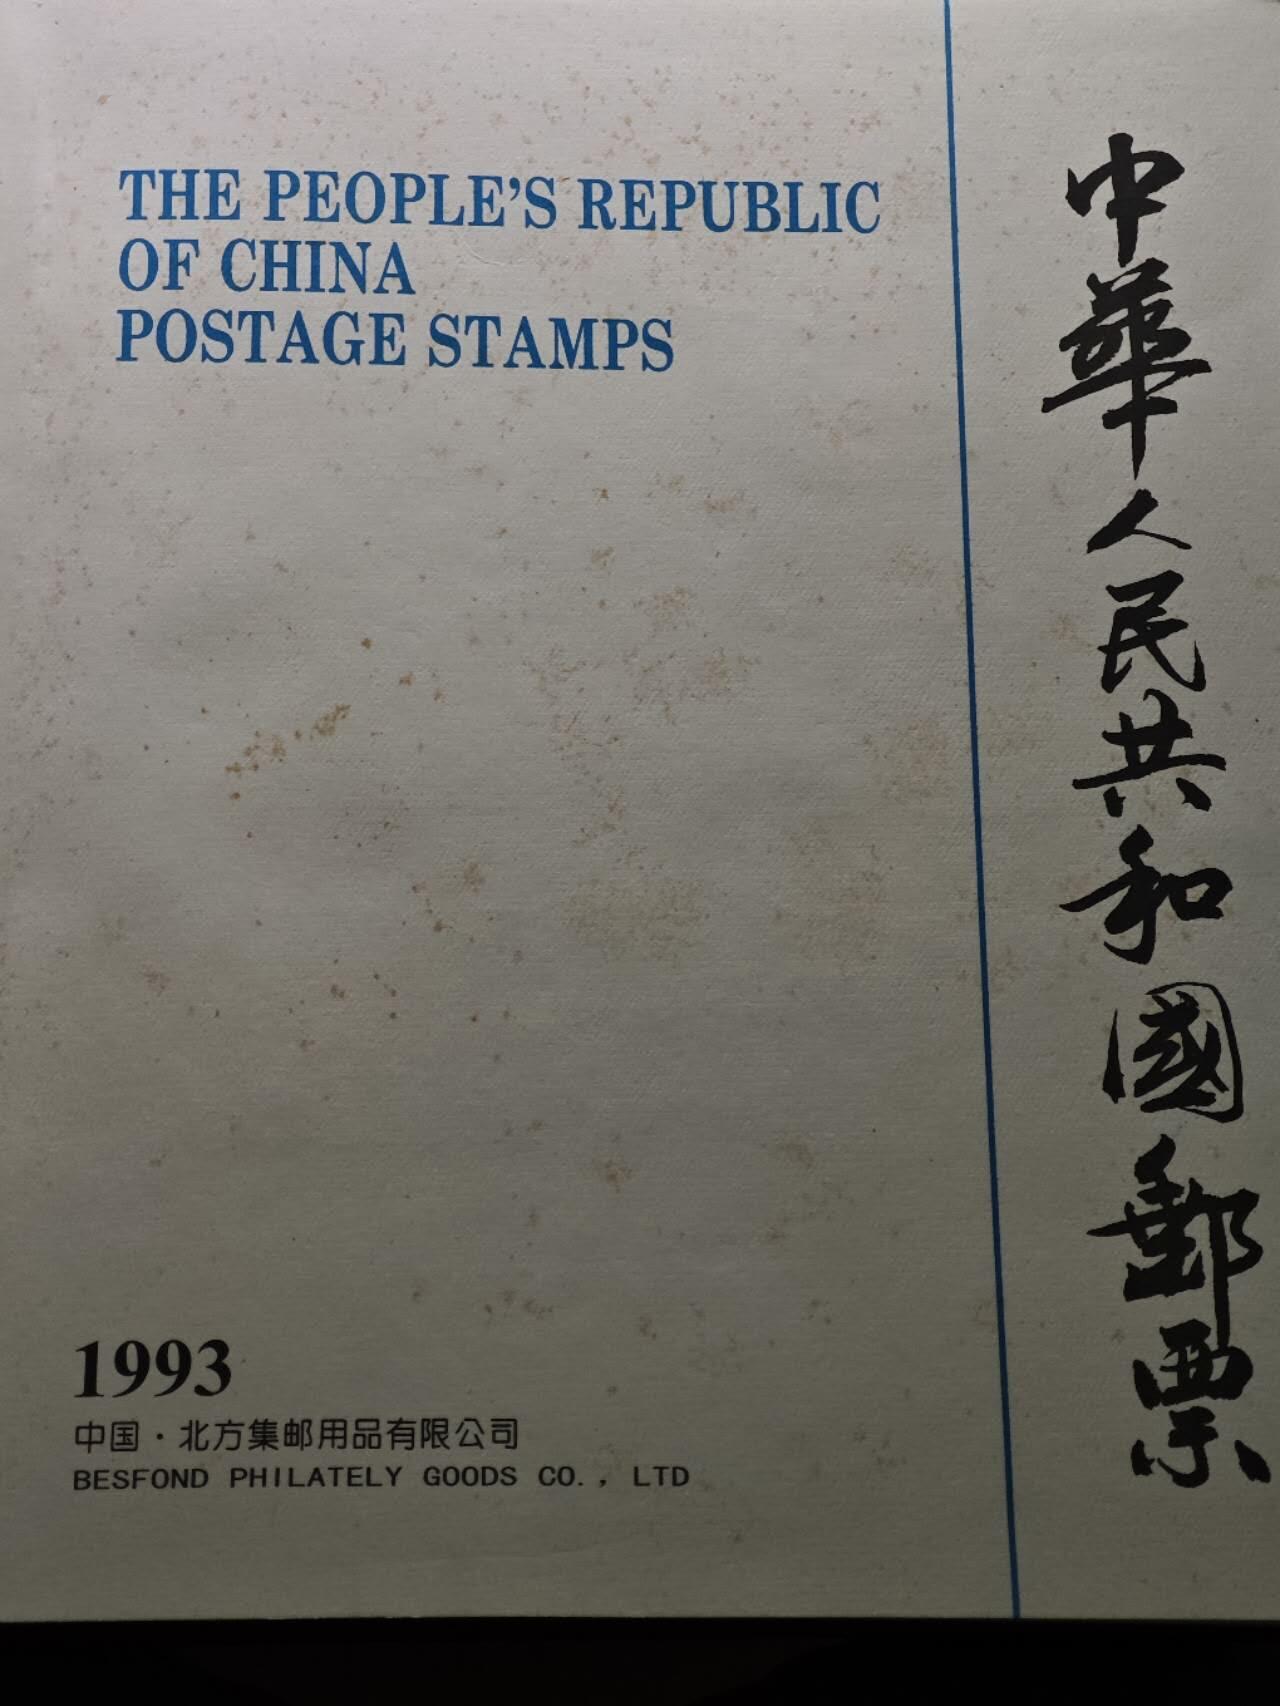 THE PEOPLE'S REPUBLIC
OF CHINA
POSTAGE STAMPS
中華人民共和國郵票
1993
中国·北方集邮用品有限公司
BESFOND PHILATELY GOODS CO., LTD